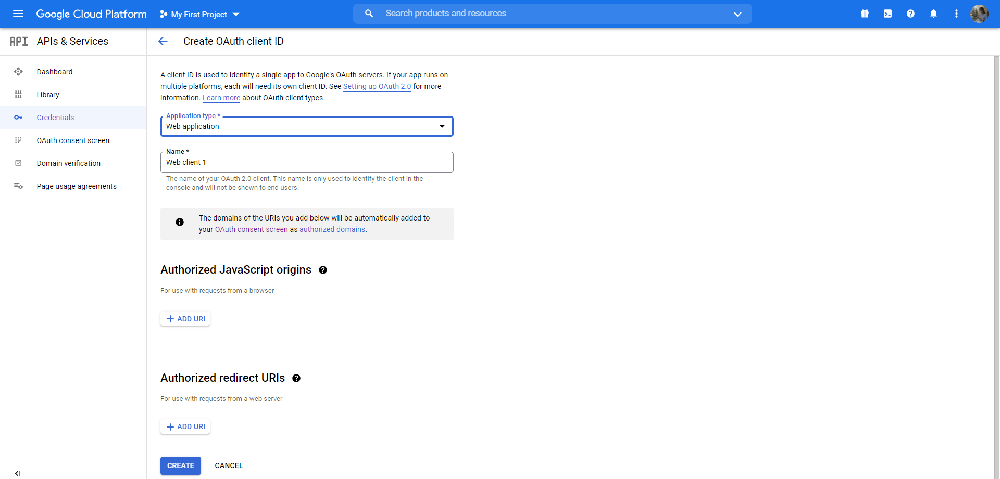 Google Cloud Platform
My First Project
Search products and resources
API APIs & Services
Create OAuth client ID
Dashboard
Library
Credentials
OAuth consent screen
Domain verification
Page usage agreements
A client ID is used to identify a single app to Google's OAuth servers. If your app runs on
multiple platforms, each will need its own client ID. See Setting up OAuth 2.0 for more
information. Learn more about OAuth client types.
Application type *
Web application
Name *
Web client 1
The name of your OAuth 2.0 client. This name is only used to identify the client in the
console and will not be shown to end users.
The domains of the URIs you add below will be automatically added to
your OAuth consent screen as authorized domains.
Authorized JavaScript origins
For use with requests from a browser
ADD URI
Authorized redirect URIs
For use with requests from a web server
ADD URI
CREATE
CANCEL